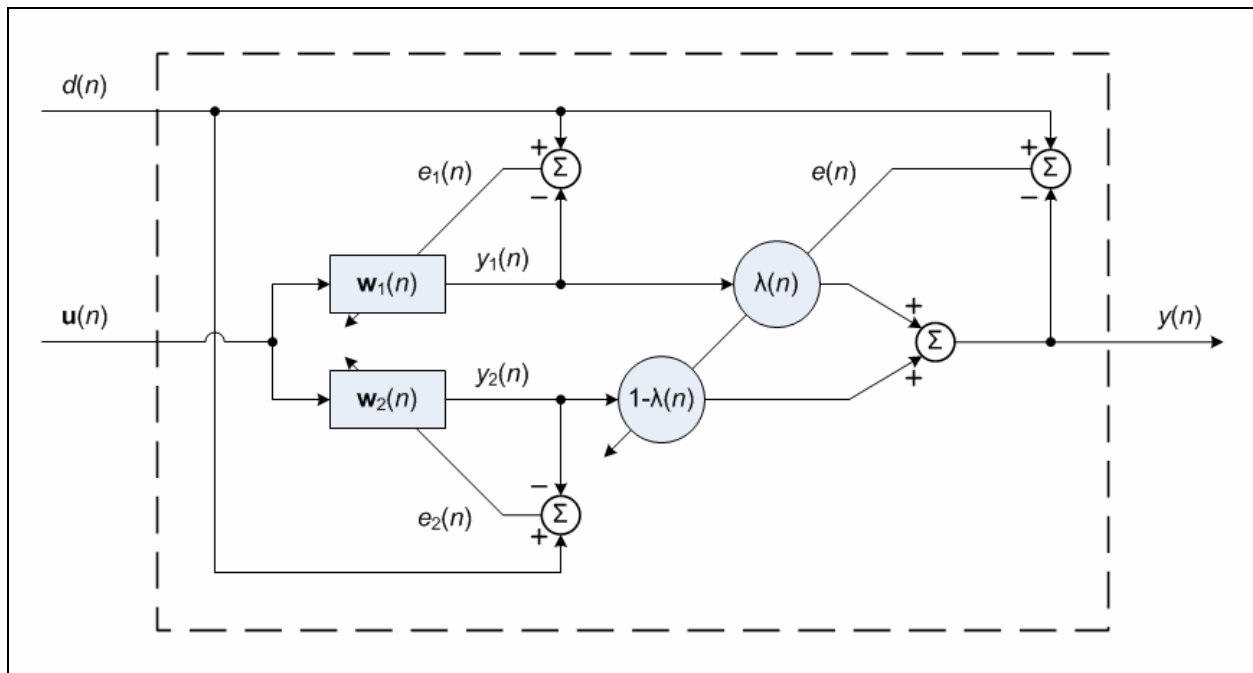 d(n)
+
+
e₁(n)
Σ
e(n)
Σ
−
−
y₁(n)
w₁(n)
λ(n)
+
u(n)
y(n)
Σ
y₂(n)
w₂(n)
1-λ(n)
+
−
e₂(n)
Σ
+